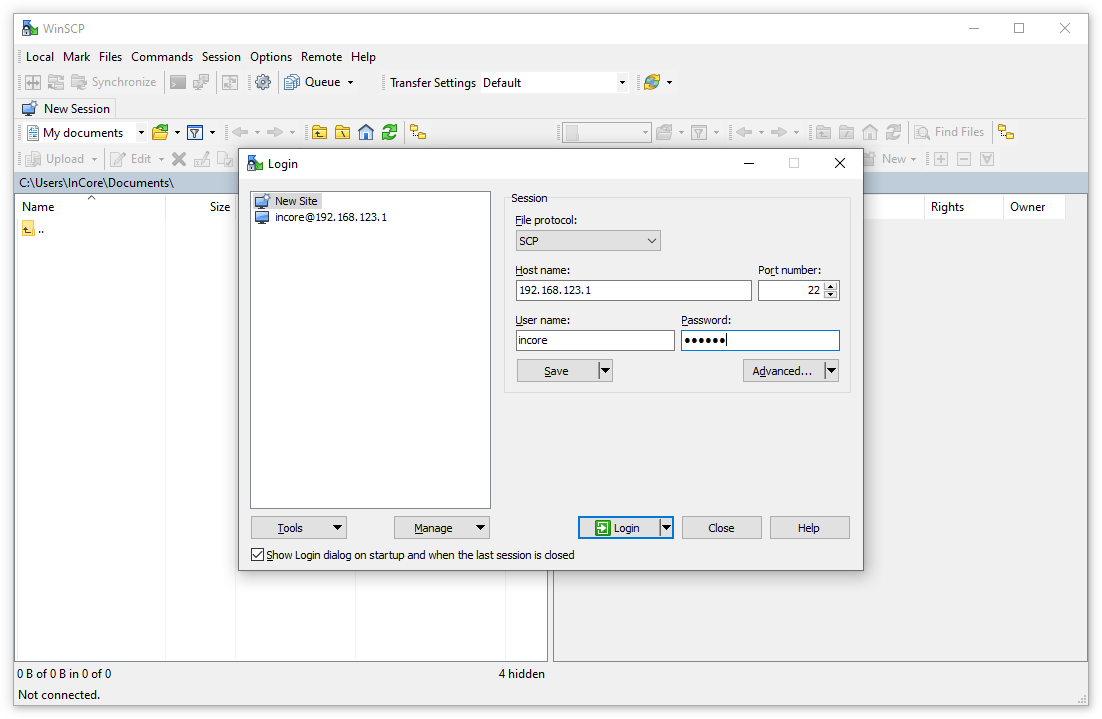 WinSCP
Local Mark Files Commands Session Options Remote Help
Synchronize Queue Transfer Settings Default
New Session
My documents Find Files
Upload Edit New
C:\Users\InCore\Documents\
Name Size Rights Owner
..
Login
New Site
incore@192.168.123.1
Session
File protocol:
SCP
Host name: Port number:
192.168.123.1 22
User name: Password:
incore ●●●●●●
Save Advanced...
Tools Manage Login Close Help
Show Login dialog on startup and when the last session is closed
0 B of 0 B in 0 of 0 4 hidden
Not connected.